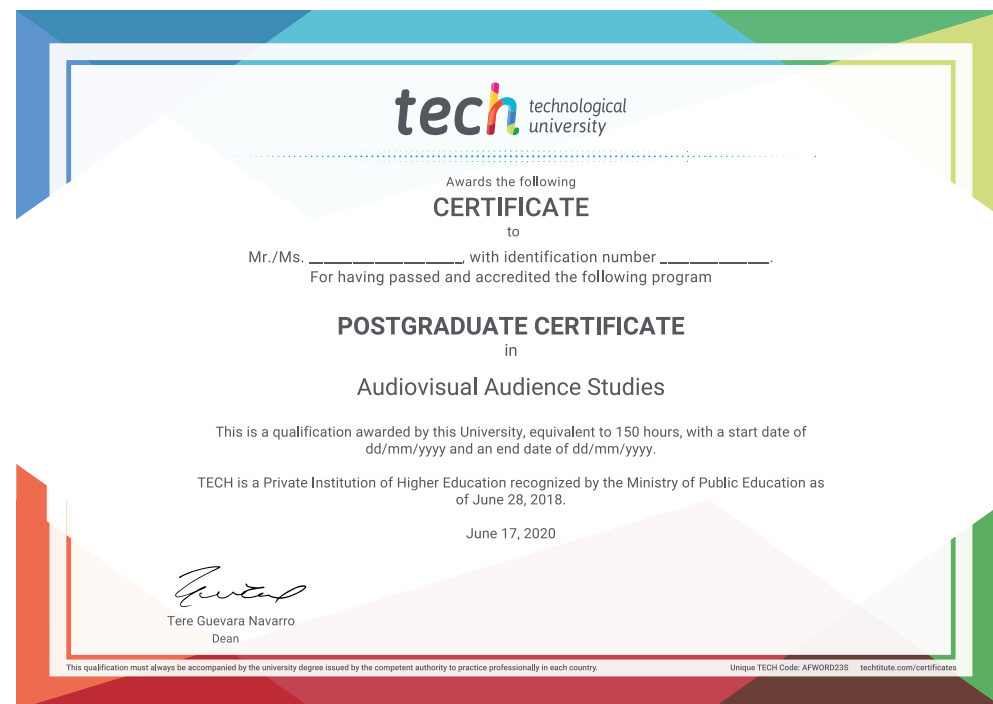 tech technological
university
Awards the following
CERTIFICATE
to
Mr./Ms. ____________________, with identification number ______________.
For having passed and accredited the following program
POSTGRADUATE CERTIFICATE
in
Audiovisual Audience Studies
This is a qualification awarded by this University, equivalent to 150 hours, with a start date of
dd/mm/yyyy and an end date of dd/mm/yyyy.
TECH is a Private Institution of Higher Education recognized by the Ministry of Public Education as
of June 28, 2018.
June 17, 2020
Tere Guevara Navarro
Dean
This qualification must always be accompanied by the university degree issued by the competent authority to practice professionally in each country.
Unique TECH Code: AFWORD23S techtitute.com/certificates